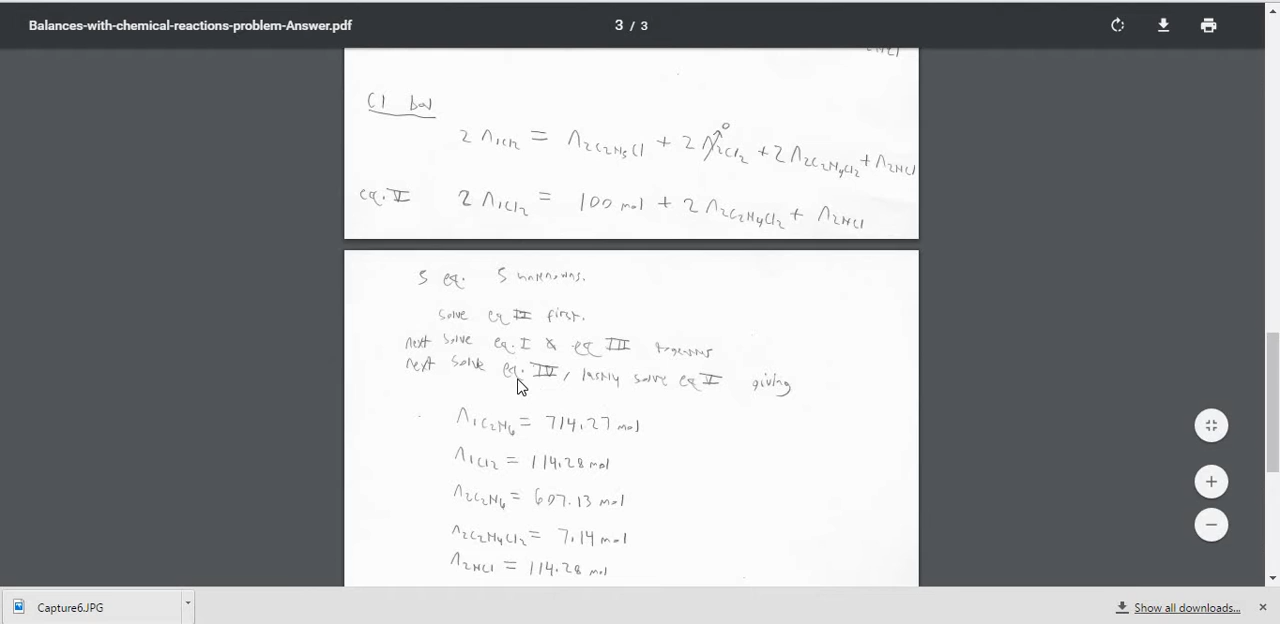 Balances-with-chemical-reactions-problem-Answer.pdf
3 / 3
Cl bal
2 n1Cl2 = n2C2H5Cl + 2 n2Cl2 0 + 2 n2C2H4Cl2 + n2HCl
eq. V 2 n1Cl2 = 100 mol + 2 n2C2H4Cl2 + n2HCl
5 eq. 5 unknowns.
solve eq II first.
next solve eq. I & eq III together
next solve eq. IV, lastly solve eq V giving
n1C2H6 = 714.27 mol
n1Cl2 = 114.28 mol
n2C2H6 = 607.13 mol
n2C2H4Cl2 = 7.14 mol
n2HCl = 114.28 mol
Capture6.JPG
Show all downloads...